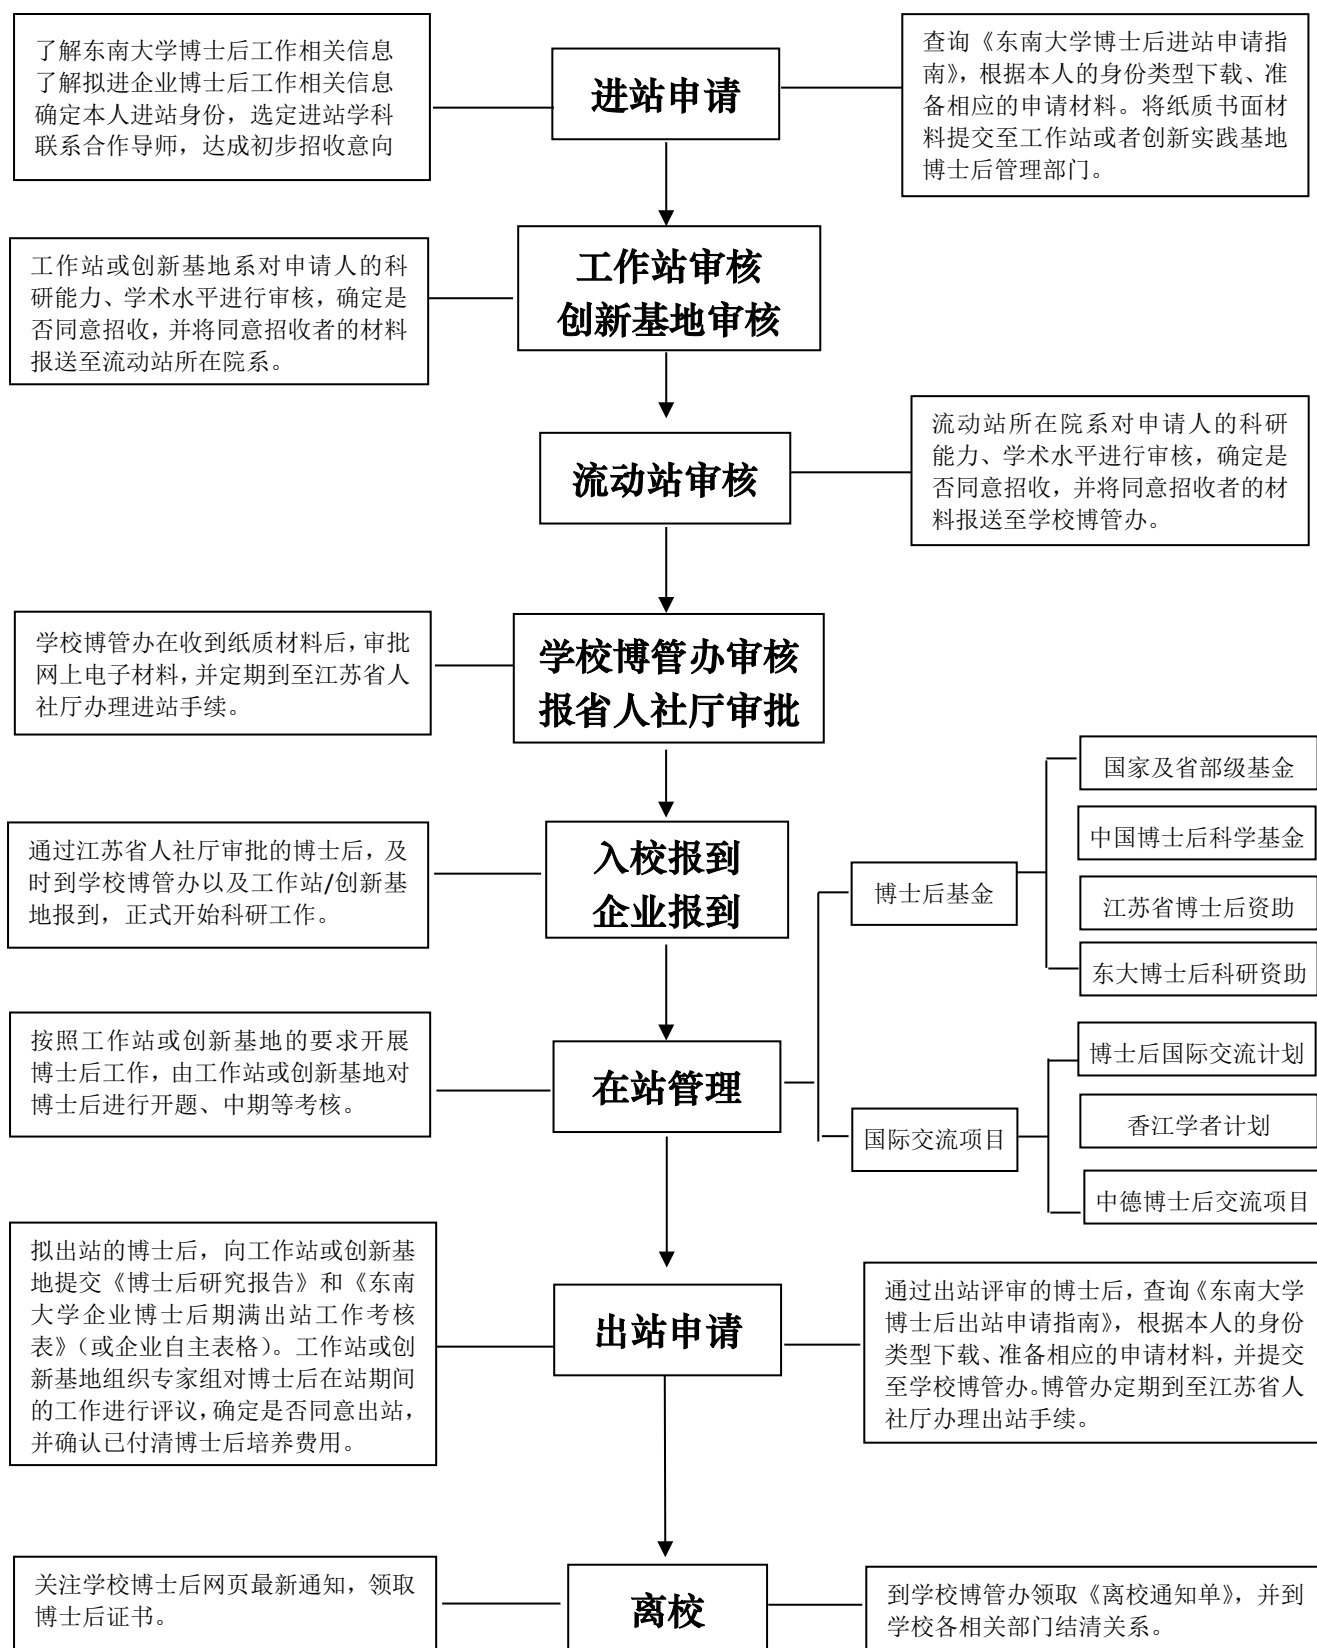 了解东南大学博士后工作相关信息
了解拟进企业博士后工作相关信息
确定本人进站身份，选定进站学科
联系合作导师，达成初步招收意向
进站申请
查询《东南大学博士后进站申请指
南》，根据本人的身份类型下载、准
备相应的申请材料。将纸质书面材
料提交至工作站或者创新实践基地
博士后管理部门。
工作站或创新基地系对申请人的科
研能力、学术水平进行审核，确定是
否同意招收，并将同意招收者的材料
报送至流动站所在院系。
工作站审核
创新基地审核
流动站审核
流动站所在院系对申请人的科研
能力、学术水平进行审核，确定是
否同意招收，并将同意招收者的材
料报送至学校博管办。
学校博管办在收到纸质材料后，审批
网上电子材料，并定期到至江苏省人
社厅办理进站手续。
学校博管办审核
报省人社厅审批
通过江苏省人社厅审批的博士后，及
时到学校博管办以及工作站/创新基
地报到，正式开始科研工作。
入校报到
企业报到
博士后基金
国家及省部级基金
中国博士后科学基金
江苏省博士后资助
东大博士后科研资助
按照工作站或创新基地的要求开展
博士后工作，由工作站或创新基地对
博士后进行开题、中期等考核。
在站管理
国际交流项目
博士后国际交流计划
香江学者计划
中德博士后交流项目
拟出站的博士后，向工作站或创新基
地提交《博士后研究报告》和《东南
大学企业博士后期满出站工作考核
表》（或企业自主表格）。工作站或创
新基地组织专家组对博士后在站期间
的工作进行评议，确定是否同意出站，
并确认已付清博士后培养费用。
出站申请
通过出站评审的博士后，查询《东南大学
博士后出站申请指南》，根据本人的身份
类型下载、准备相应的申请材料，并提交
至学校博管办。博管办定期到至江苏省人
社厅办理出站手续。
关注学校博士后网页最新通知，领取
博士后证书。
离校
到学校博管办领取《离校通知单》，并到
学校各相关部门结清关系。